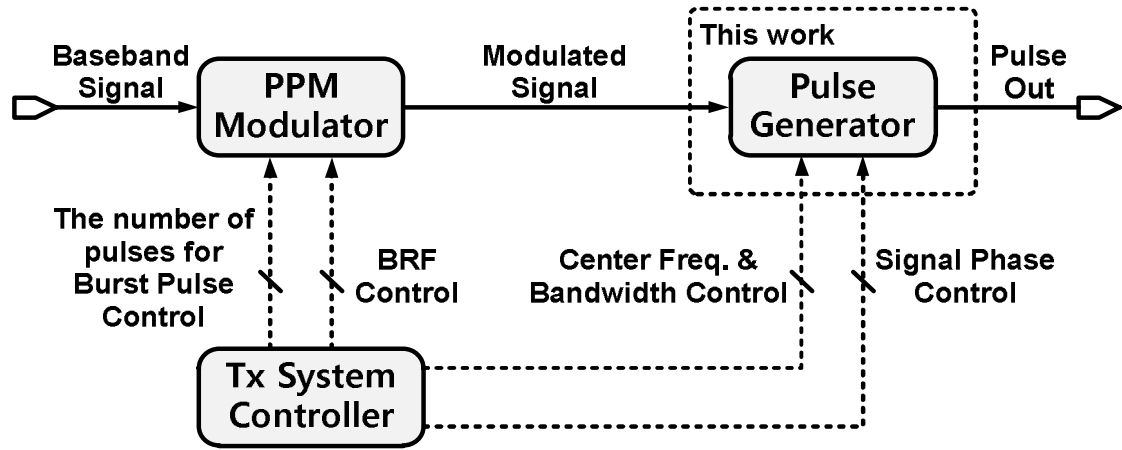 Baseband
Signal
PPM
Modulator
Modulated
Signal
This work
Pulse
Generator
Pulse
Out
The number of
pulses for
Burst Pulse
Control
BRF
Control
Center Freq. &
Bandwidth Control
Signal Phase
Control
Tx System
Controller